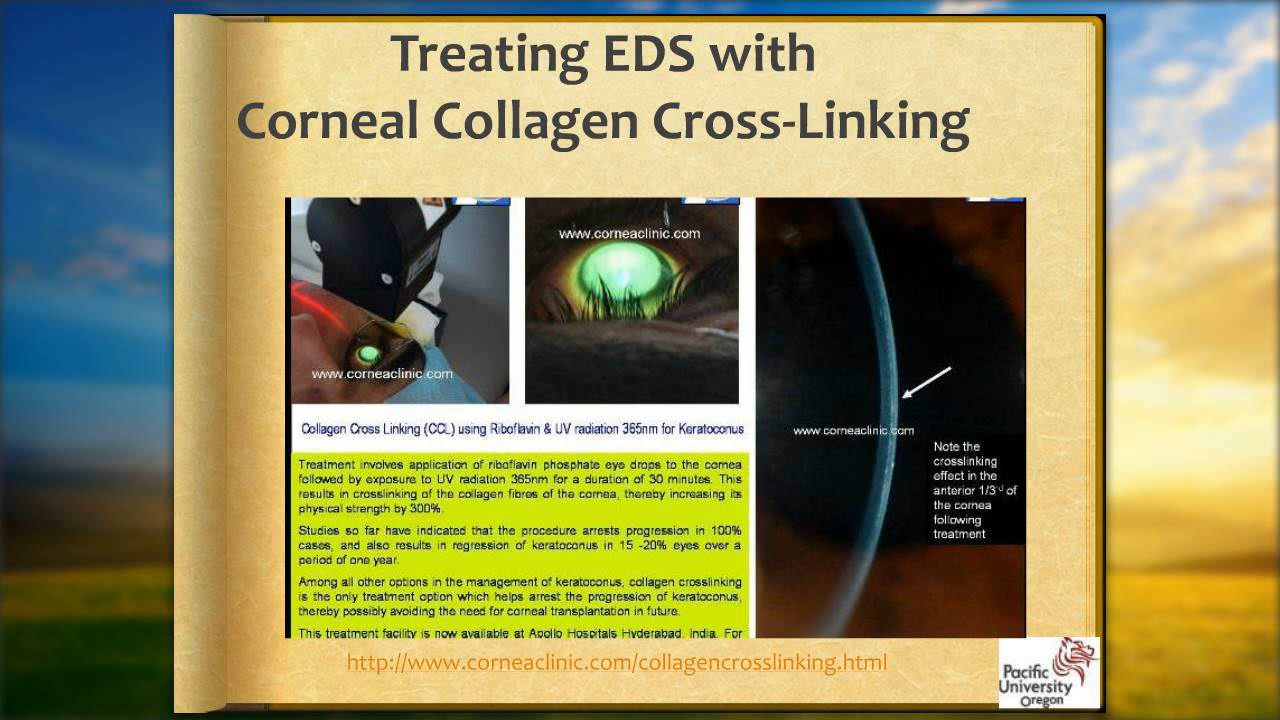 Treating EDS with
Corneal Collagen Cross-Linking
www.corneaclinic.com
www.corneaclinic.com
www.corneaclinic.com
Note the
crosslinking
effect in the
anterior 1/3rd of
the cornea
following
treatment
Collagen Cross Linking (CCL) using Riboflavin & UV radiation 365nm for Keratoconus
Treatment involves application of riboflavin phosphate eye drops to the cornea
followed by exposure to UV radiation 365nm for a duration of 30 minutes. This
results in crosslinking of the collagen fibres of the cornea, thereby increasing its
physical strength by 300%.
Studies so far have indicated that the procedure arrests progression in 100%
cases, and also results in regression of keratoconus in 15 -20% eyes over a
period of one year.
Among all other options in the management of keratoconus, collagen crosslinking
is the only treatment option which helps arrest the progression of keratoconus,
thereby possibly avoiding the need for corneal transplantation in future.
This treatment facility is now available at Apollo Hospitals Hyderabad, India. For
http://www.corneaclinic.com/collagencrosslinking.html
Pacific
University
Oregon